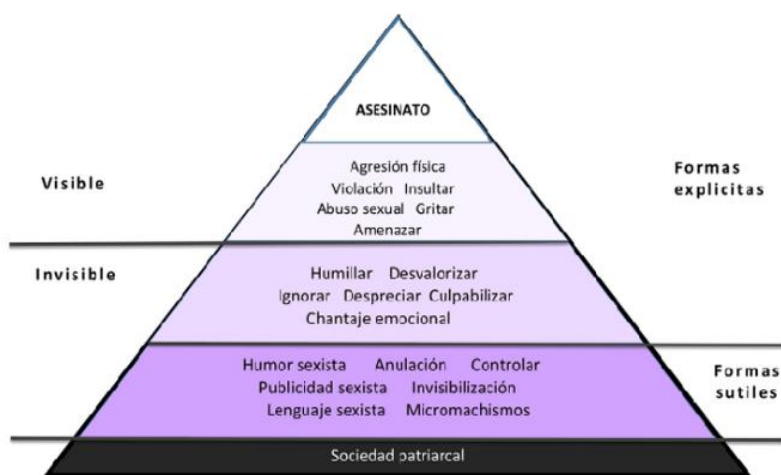 ASESINATO
Visible
Agresión física
Violación Insultar
Abuso sexual Gritar
Amenazar
Formas
explicitas
Invisible
Humillar Desvalorizar
Ignorar Despreciar Culpabilizar
Chantaje emocional
Humor sexista Anulación Controlar
Publicidad sexista Invisibilización
Lenguaje sexista Micromachismos
Formas
sutiles
Sociedad patriarcal